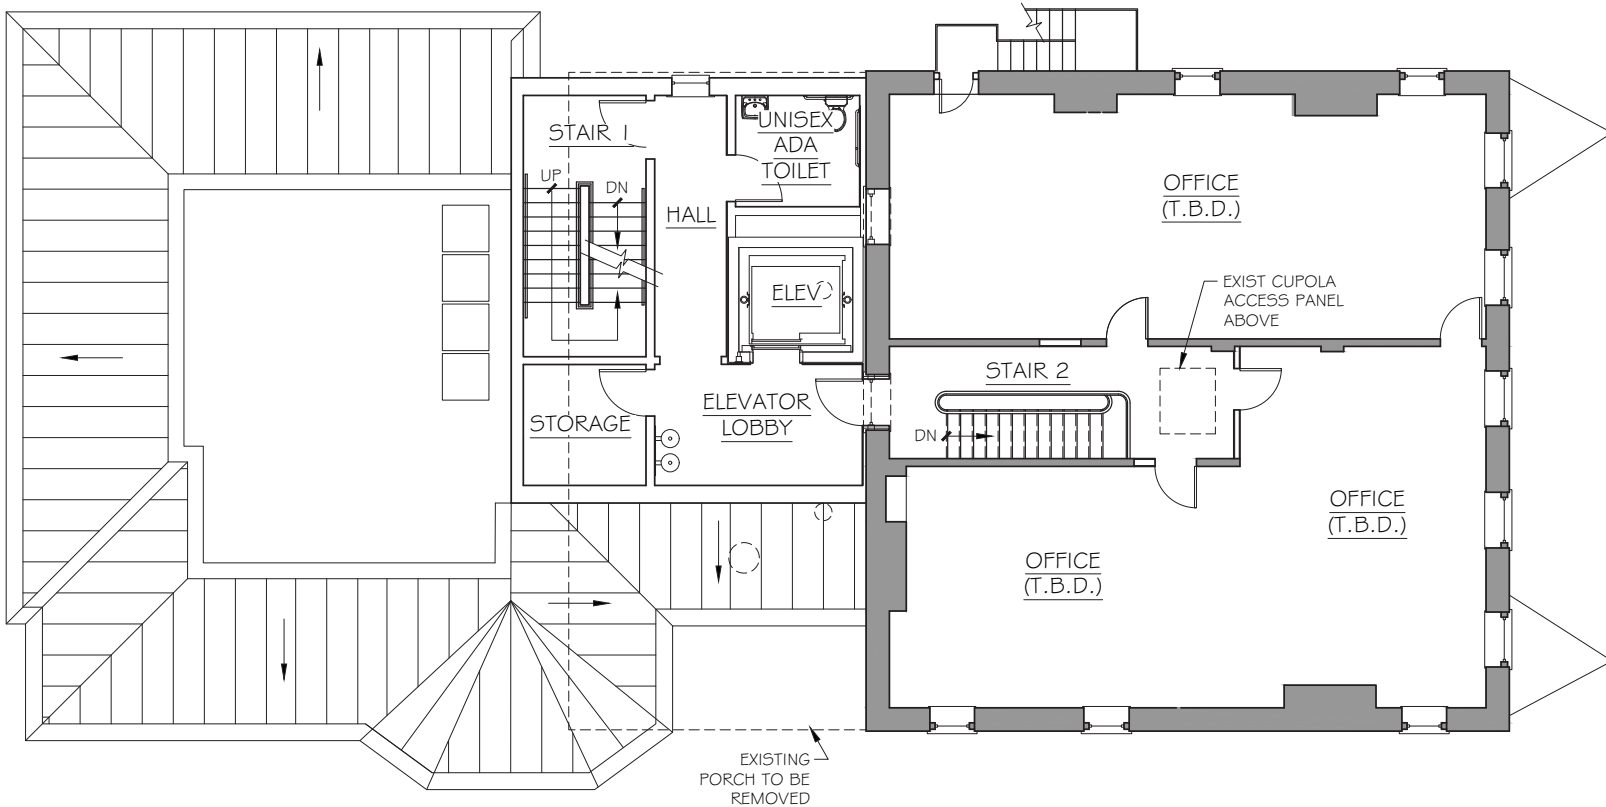 STAIR 1
UP
DN
UNISEX
ADA
TOILET
HALL
ELEV
OFFICE
(T.B.D.)
EXIST CUPOLA
ACCESS PANEL
ABOVE
STAIR 2
DN
STORAGE
ELEVATOR
LOBBY
OFFICE
(T.B.D.)
OFFICE
(T.B.D.)
EXISTING
PORCH TO BE
REMOVED